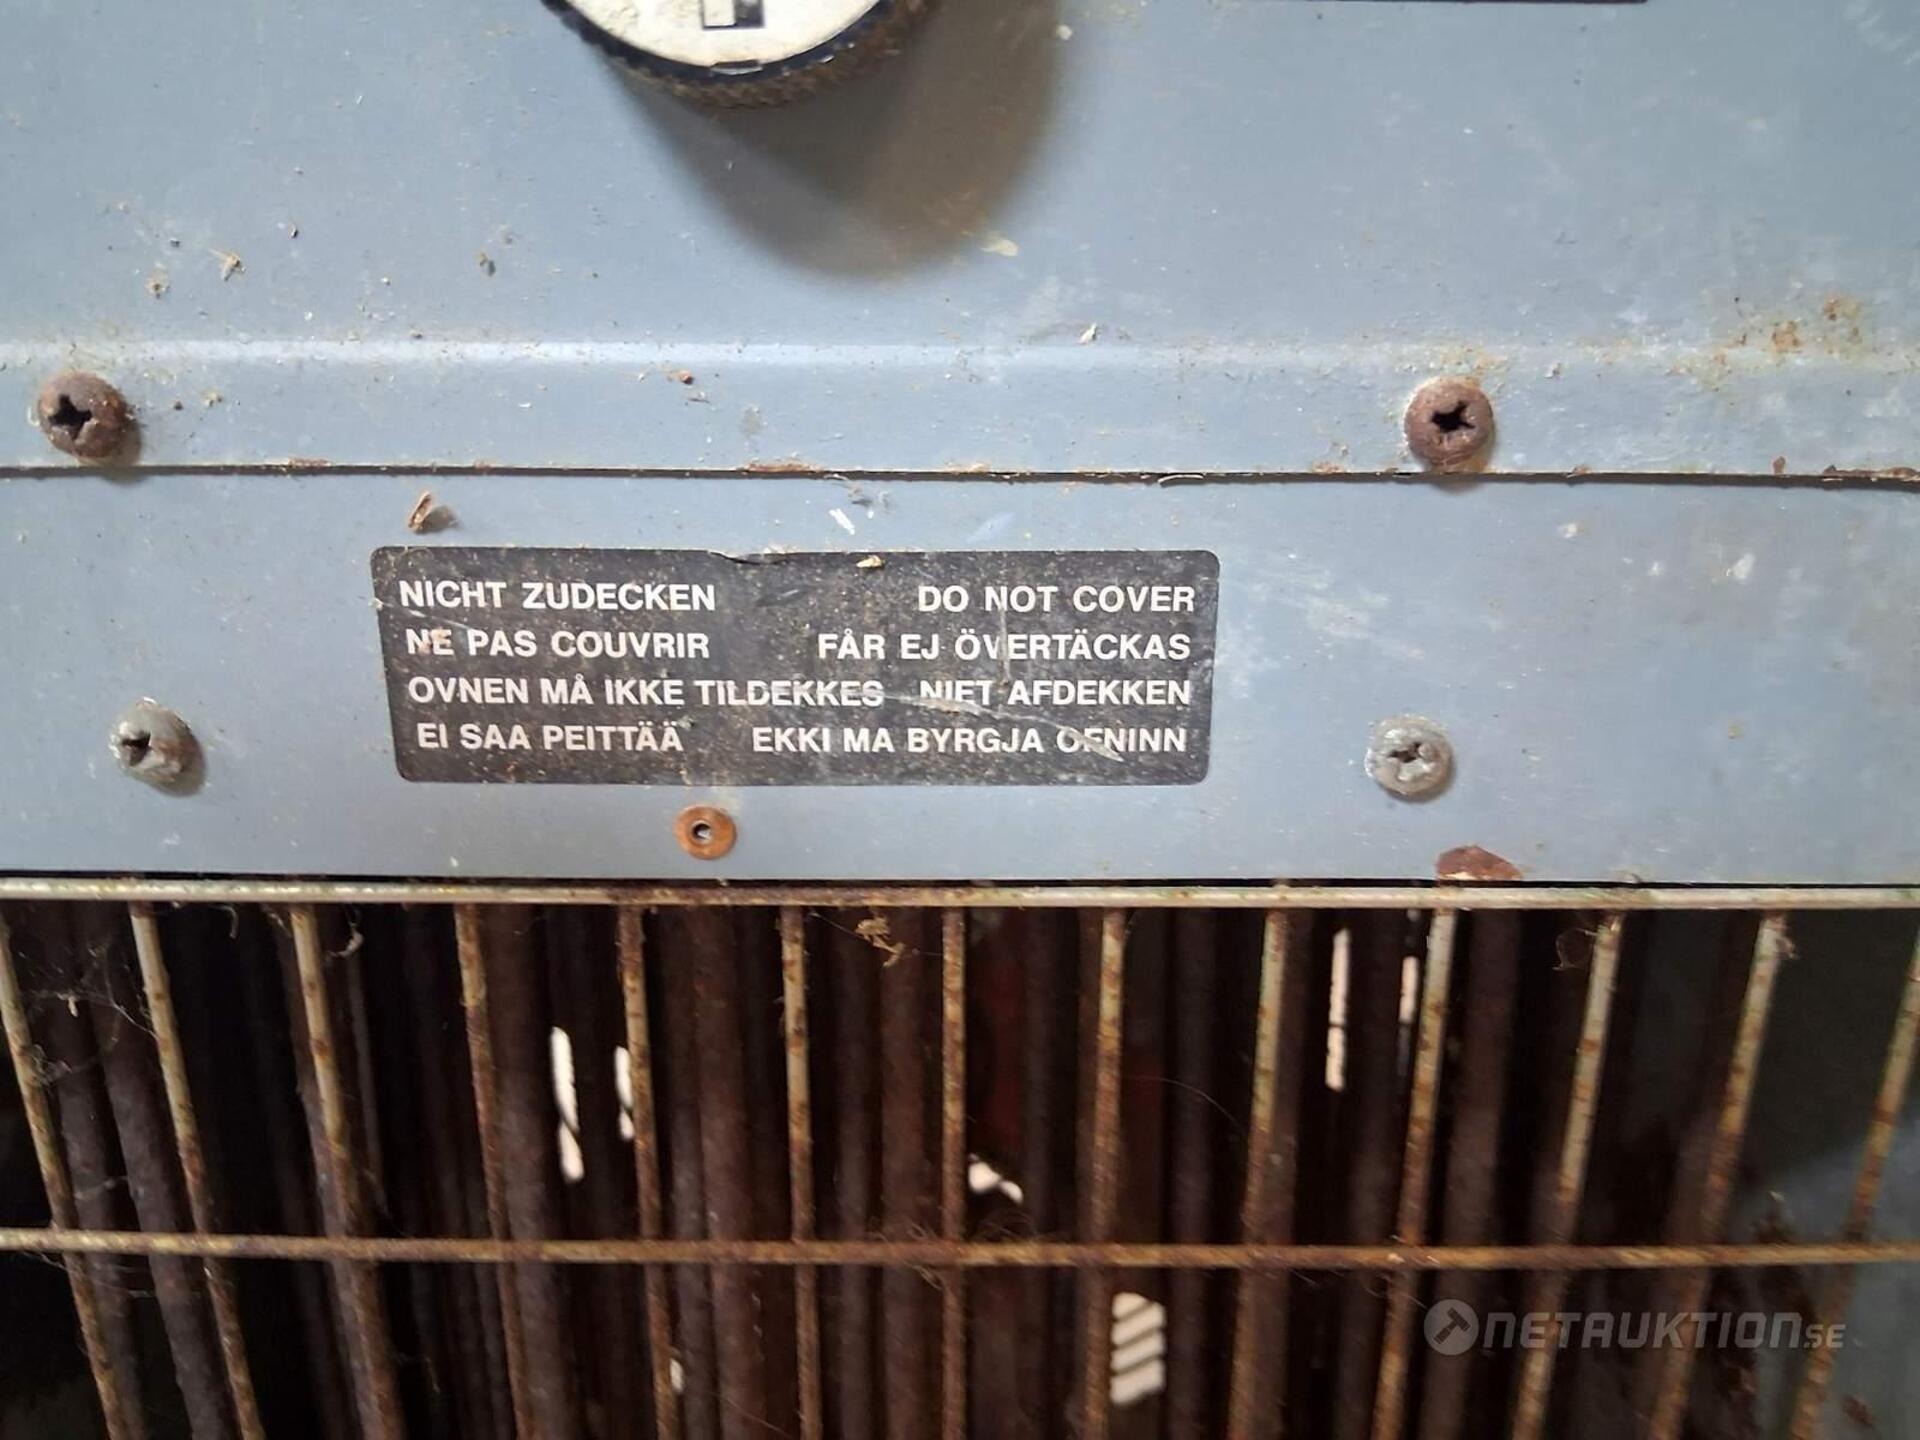 NICHT ZUDECKEN DO NOT COVER
NE PAS COUVRIR FÅR EJ ÖVERTÄCKAS
OVNEN MÅ IKKE TILDEKKES NIET AFDEKKEN
EI SAA PEITTÄÄ EKKI MA BYRGJA OFNINN
NETAUKTION.SE